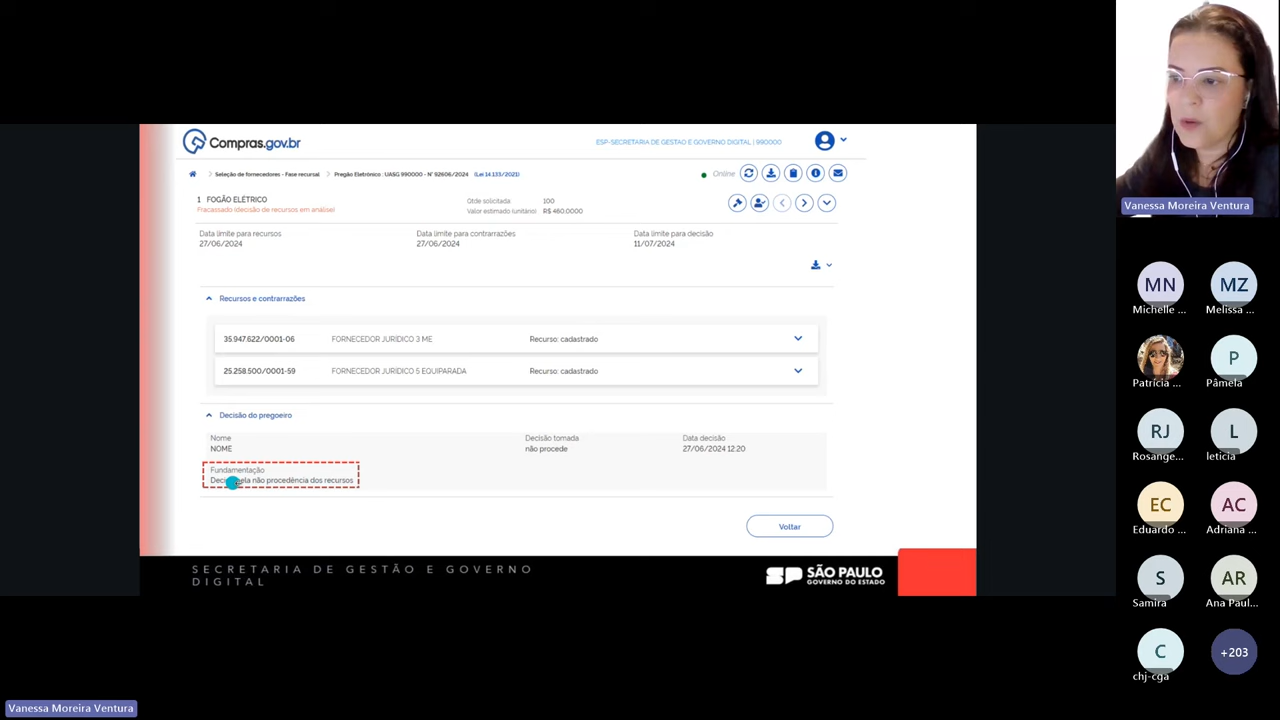 Compras.gov.br
ESP-SECRETARIA DE GESTAO E GOVERNO DIGITAL | 990000
Seleção de fornecedores - Fase recursal
Pregão Eletrônico : UASG 990000 - N° 92606/2024 (Lei 14.133/2021)
Online
1 FOGÃO ELÉTRICO
Fracassado (decisão de recursos em análise)
Qtde solicitada: 100
Valor estimado (unitário) R$ 460,0000
Data limite para recursos
27/06/2024
Data limite para contrarrazões
27/06/2024
Data limite para decisão
11/07/2024
Recursos e contrarrazões
35.947.622/0001-06 FORNECEDOR JURÍDICO 3 ME Recurso: cadastrado
25.258.500/0001-59 FORNECEDOR JURÍDICO 5 EQUIPARADA Recurso: cadastrado
Decisão do pregoeiro
Nome
NOME
Decisão tomada
não procede
Data decisão
27/06/2024 12:20
Fundamentação
não procedência dos recursos
Voltar
SECRETARIA DE GESTÃO E GOVERNO
DIGITAL
SP SÃO PAULO
GOVERNO DO ESTADO
Vanessa Moreira Ventura
MN
Michelle ...
MZ
Melissa ...
Patrícia ...
P
Pâmela
RJ
Rosange...
L
leticia
EC
Eduardo ...
AC
Adriana ...
S
Samira
AR
Ana Paul...
C
chj-cga
+203
Vanessa Moreira Ventura